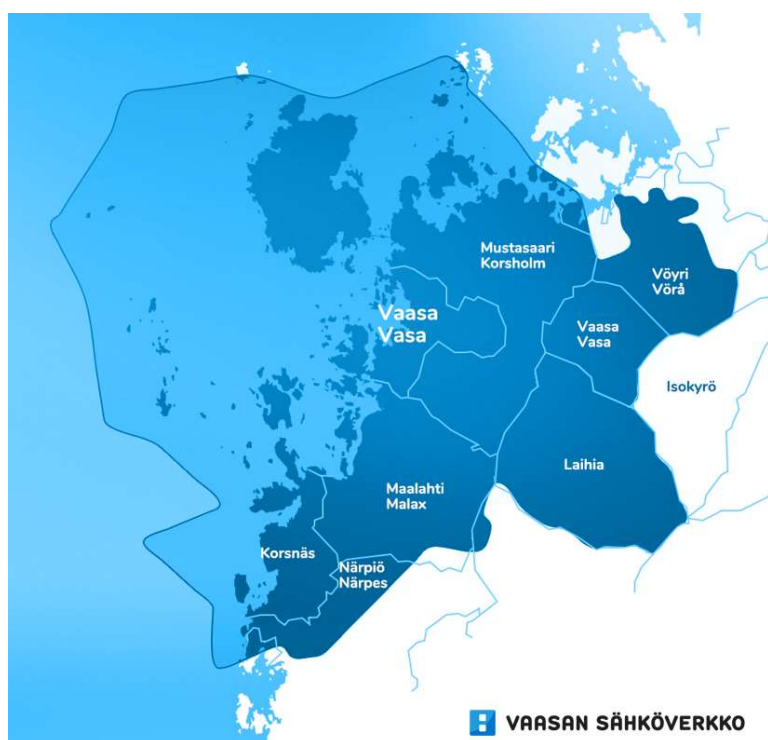 Mustasaari
Korsholm
Vöyri
Vörå
Vaasa
Vasa
Vaasa
Vasa
Isokyrö
Laihia
Maalahti
Malax
Korsnäs
Närpiö
Närpes
VAASAN SÄHKÖVERKKO